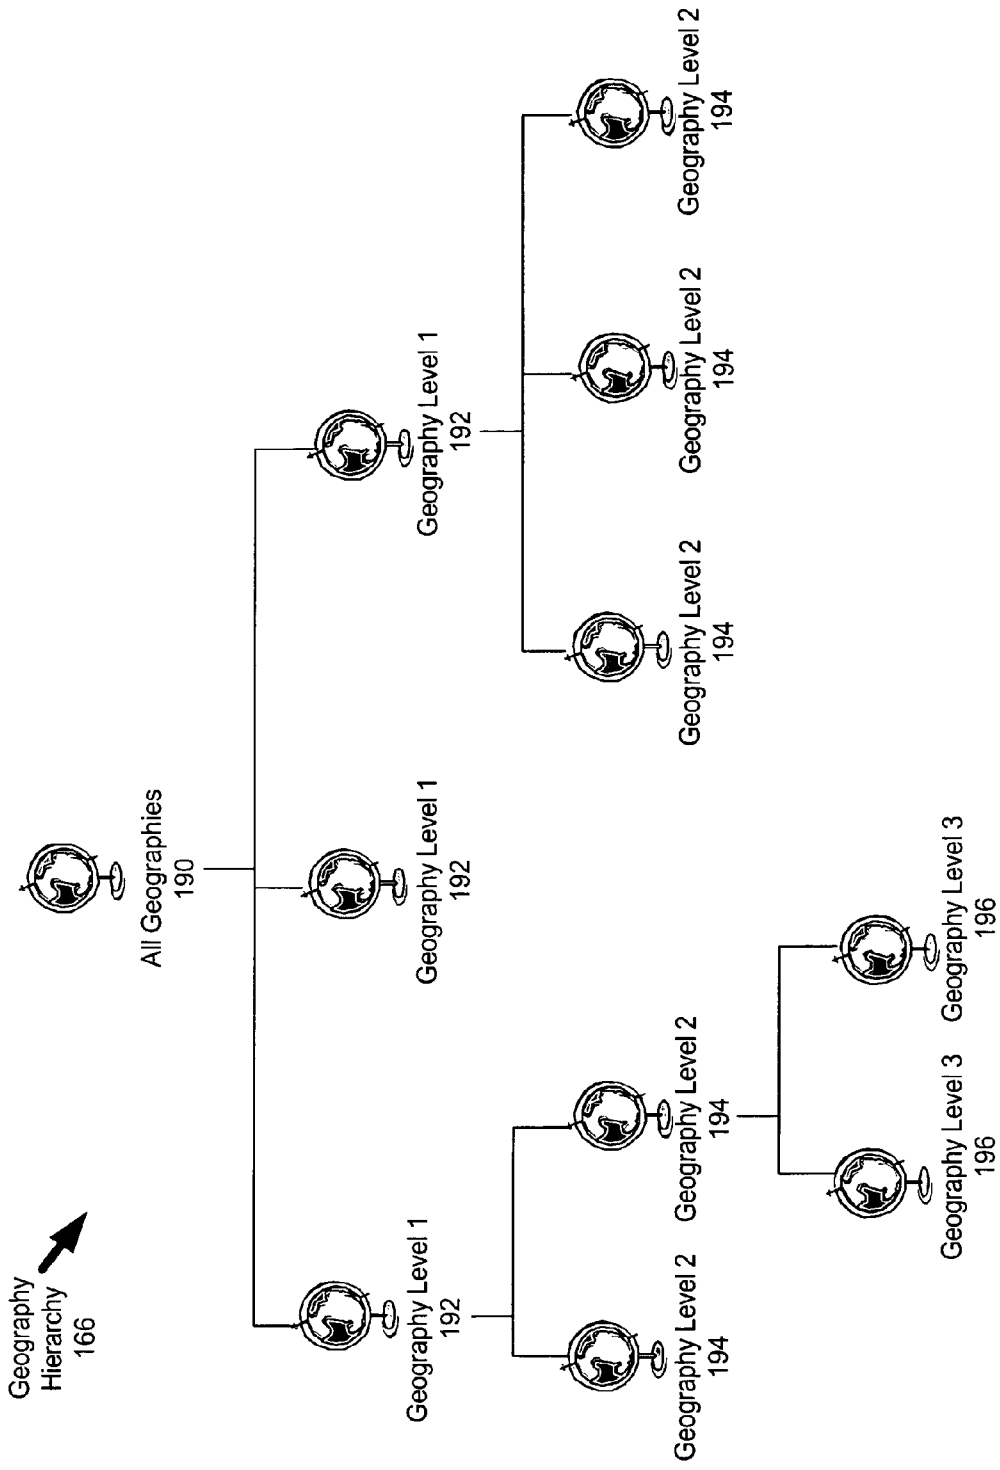 Geography
Hierarchy
166
All Geographies
190
Geography Level 1
192
Geography Level 1
192
Geography Level 1
192
Geography Level 2
194
Geography Level 2
194
Geography Level 2
194
Geography Level 2
194
Geography Level 2
194
Geography Level 3
196
Geography Level 3
196